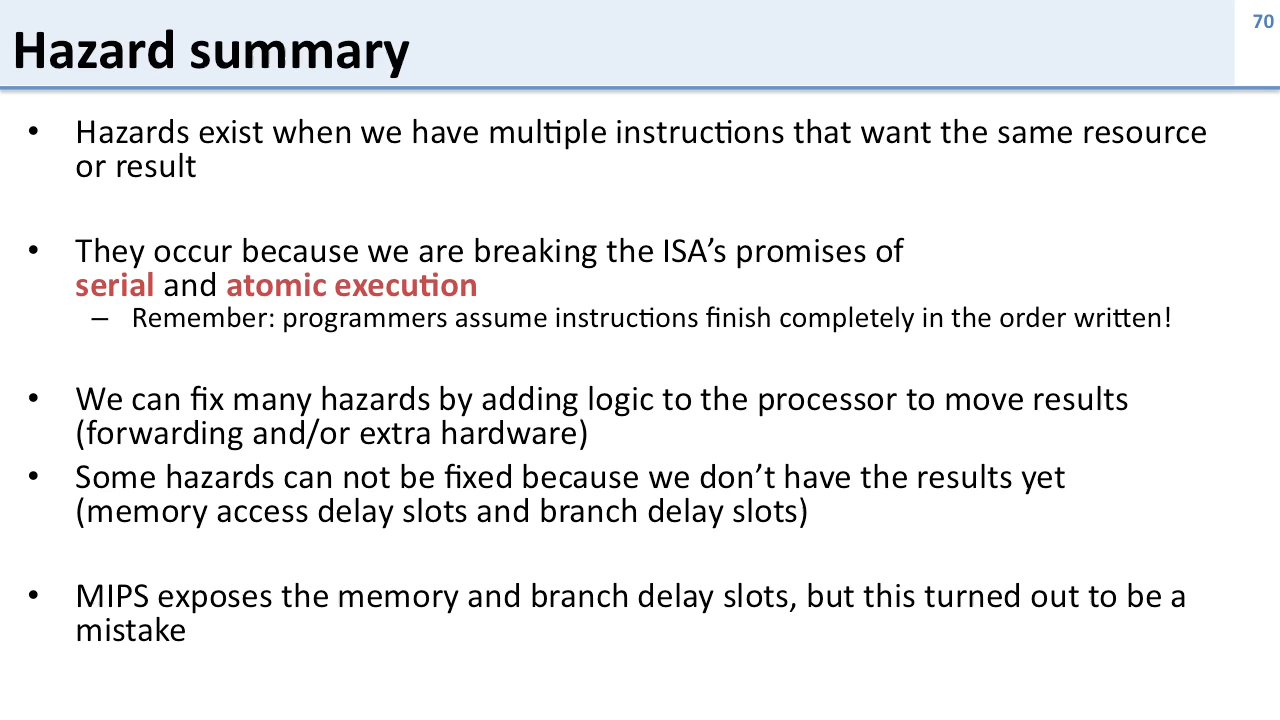 70
Hazard summary
• Hazards exist when we have multiple instructions that want the same resource
or result
• They occur because we are breaking the ISA’s promises of
serial and atomic execution
– Remember: programmers assume instructions finish completely in the order written!
• We can fix many hazards by adding logic to the processor to move results
(forwarding and/or extra hardware)
• Some hazards can not be fixed because we don’t have the results yet
(memory access delay slots and branch delay slots)
• MIPS exposes the memory and branch delay slots, but this turned out to be a
mistake